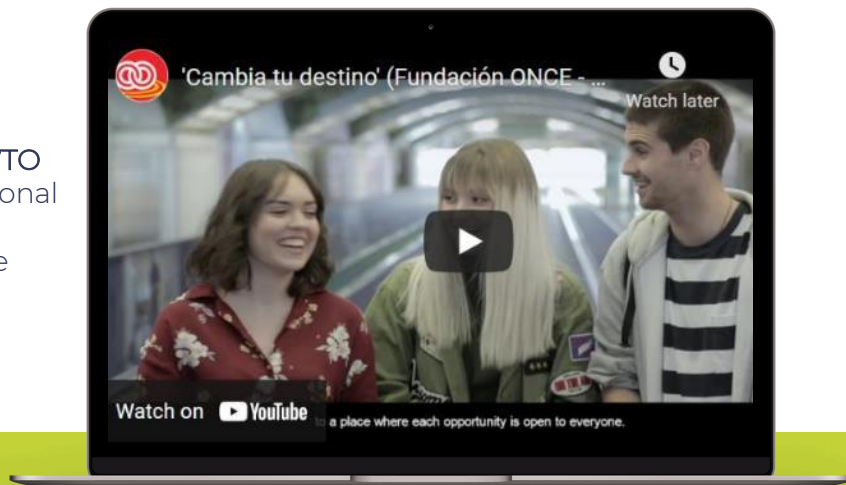 'Cambia tu destino' (Fundación ONCE - ...
Watch later
TO
onal
e
Watch on YouTube
a place where each opportunity is open to everyone.